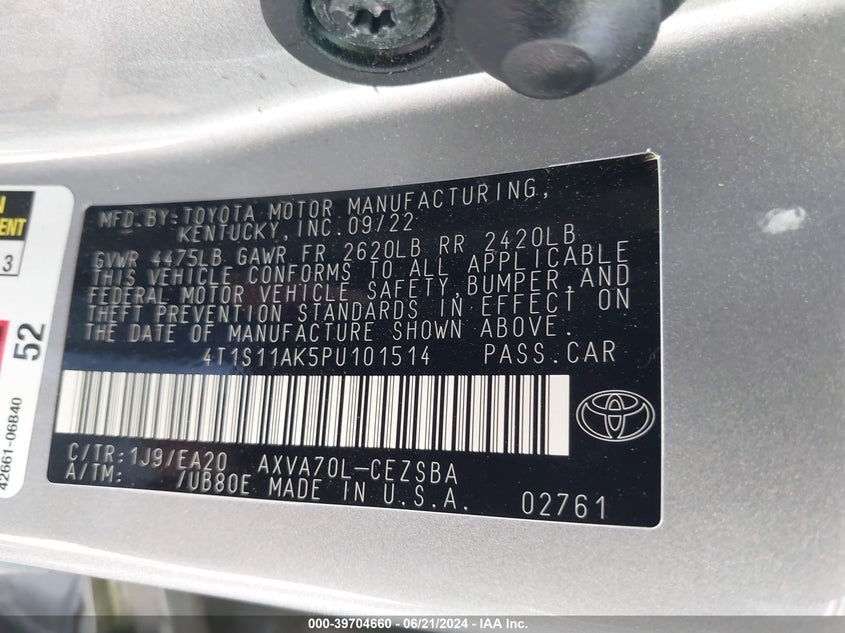 MFD.BY:TOYOTA MOTOR MANUFACTURING,
KENTUCKY, INC. 09/22
GVWR 4475LB GAWR FR 2620LB RR 2420LB
THIS VEHICLE CONFORMS TO ALL APPLICABLE
FEDERAL MOTOR VEHICLE SAFETY, BUMPER, AND
THEFT PREVENTION STANDARDS IN EFFECT ON
THE DATE OF MANUFACTURE SHOWN ABOVE.
4T1S11AK5PU101514 PASS.CAR
C/TR:1J9/EA20 AXVA70L-CEZSBA
A/TM: /UB80E MADE IN U.S.A. 02761
3
52
42661-06B40
000-39704660 - 06/21/2024 - IAA Inc.